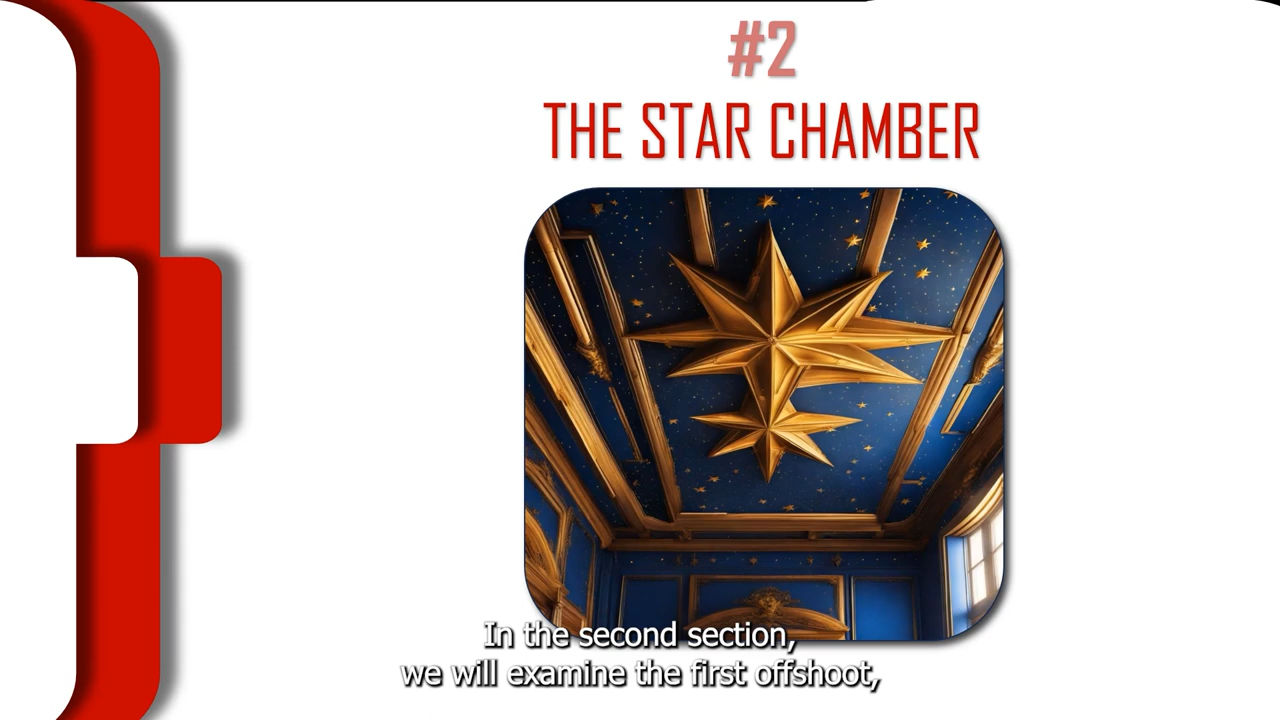 #2
THE STAR CHAMBER
In the second section,
we will examine the first offshoot,